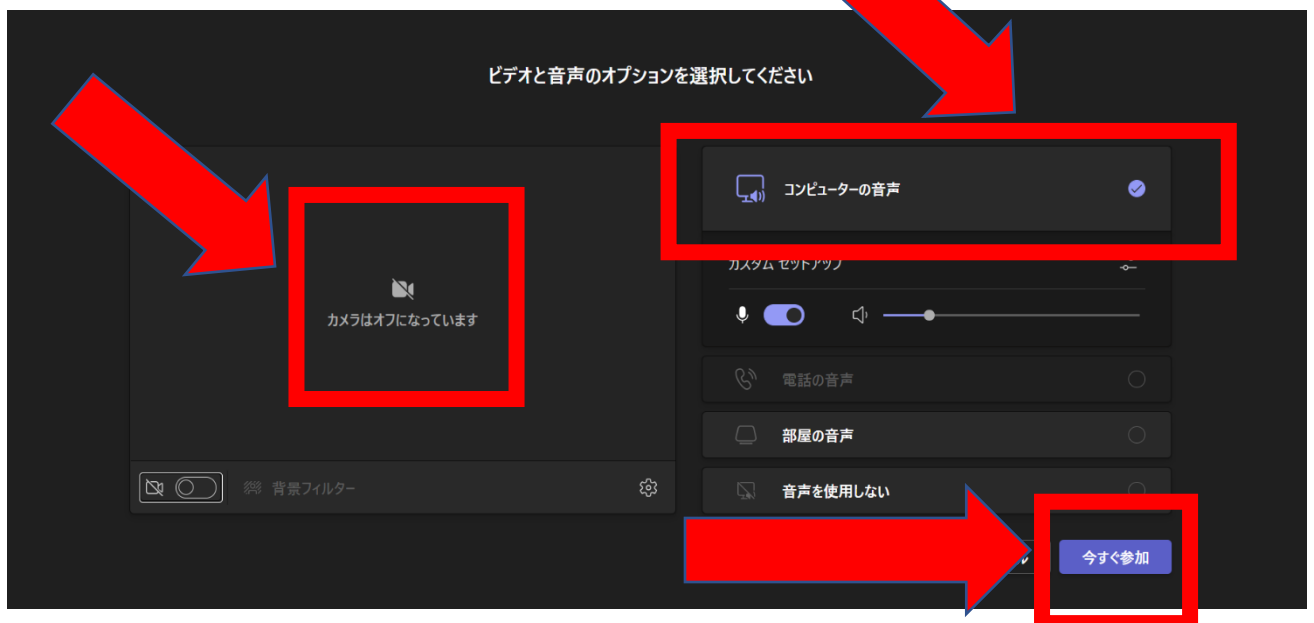 ビデオと音声のオプションを選択してください
カメラはオフになっています
背景フィルター
コンピューターの音声
カスタム セットアップ
電話の音声
部屋の音声
音声を使用しない
今すぐ参加